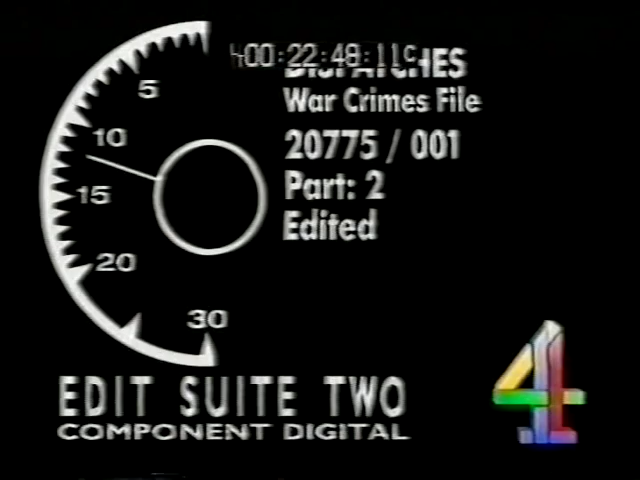 00:22:48:11
DISPATCHES
War Crimes File
20775 / 001
Part: 2
Edited
5
10
15
20
30
EDIT SUITE TWO
COMPONENT DIGITAL
4